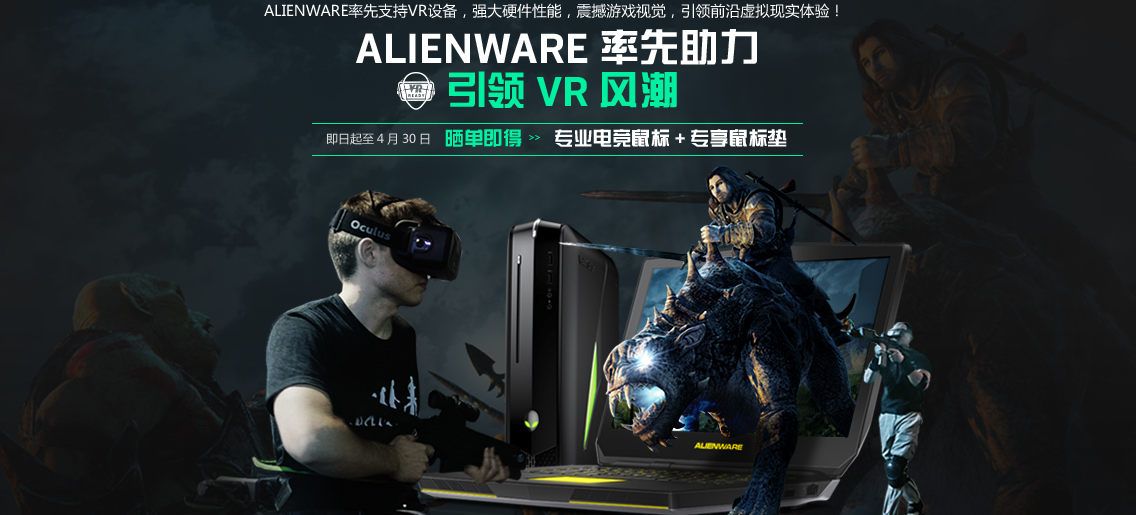 ALIENWARE率先支持VR设备，强大硬件性能，震撼游戏视觉，引领前沿虚拟现实体验！
ALIENWARE 率先助力
VR
READY
引领 VR 风潮
即日起至 4 月 30 日 晒单即得 >> 专业电竞鼠标 + 专享鼠标垫
Oculus
ALIENWARE